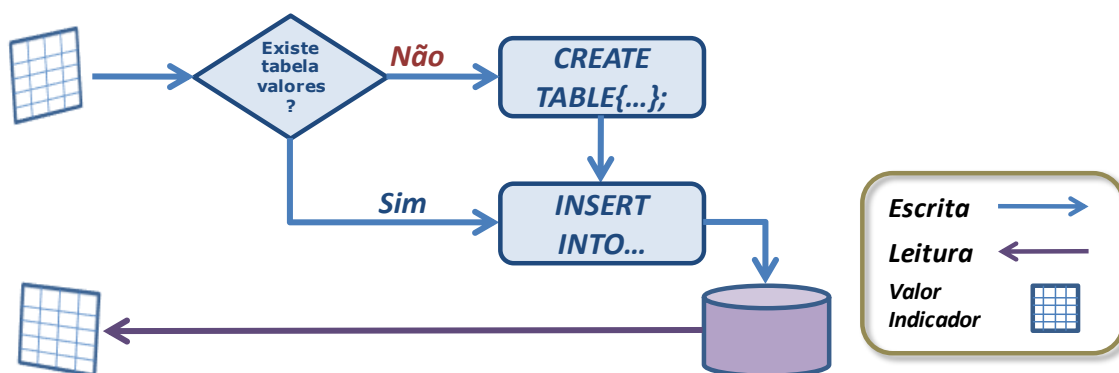 Existe
tabela
valores
?
Não
CREATE
TABLE{…};
Sim
INSERT
INTO…
Escrita
Leitura
Valor
Indicador